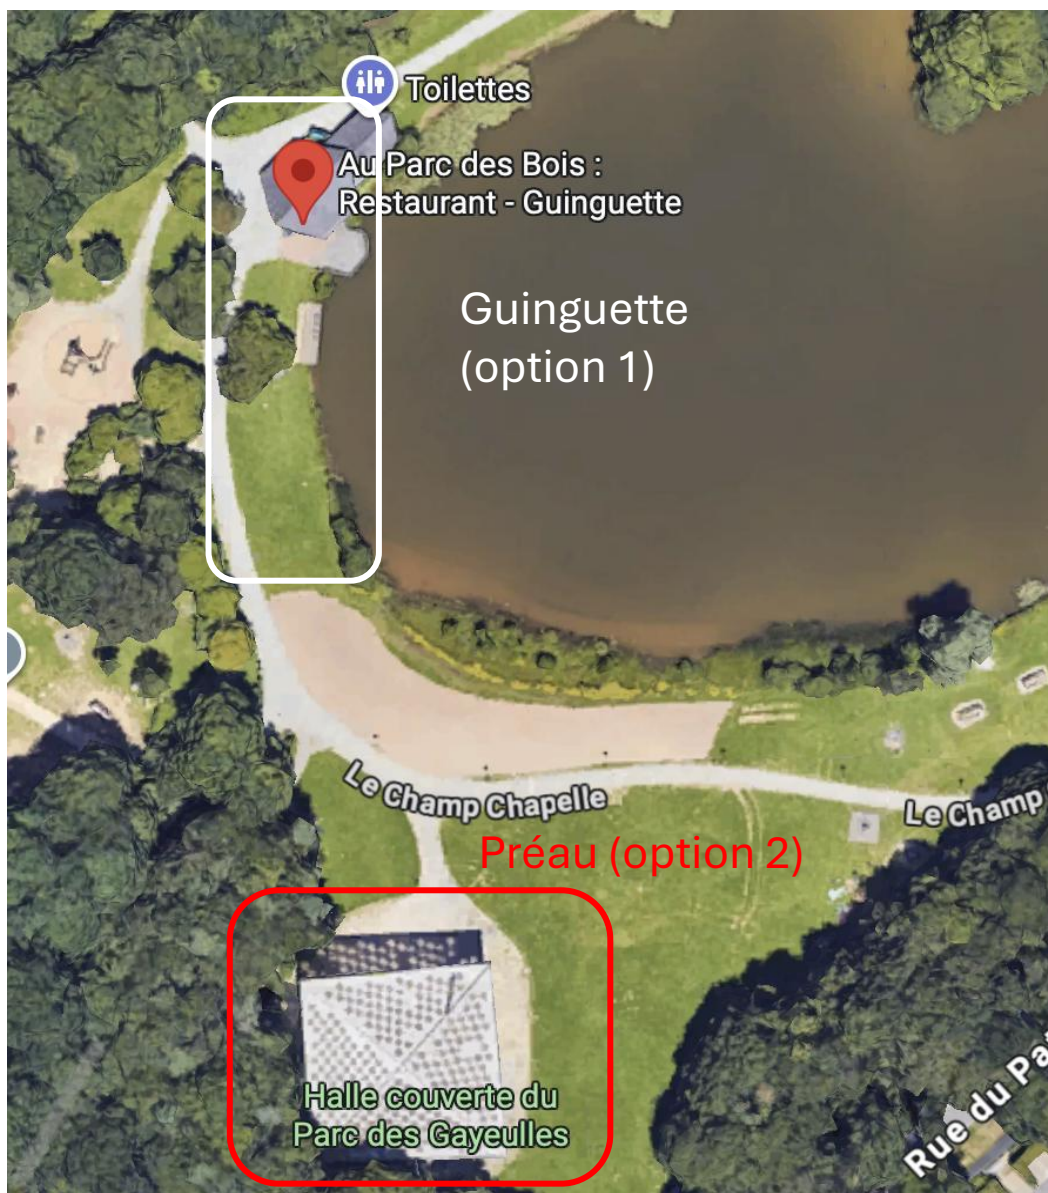 Toilettes
Au Parc des Bois :
Restaurant - Guinguette
Guinguette
(option 1)
Le Champ Chapelle
Le Champ
Préau (option 2)
Halle couverte du
Parc des Gayeulles
Rue du Pa